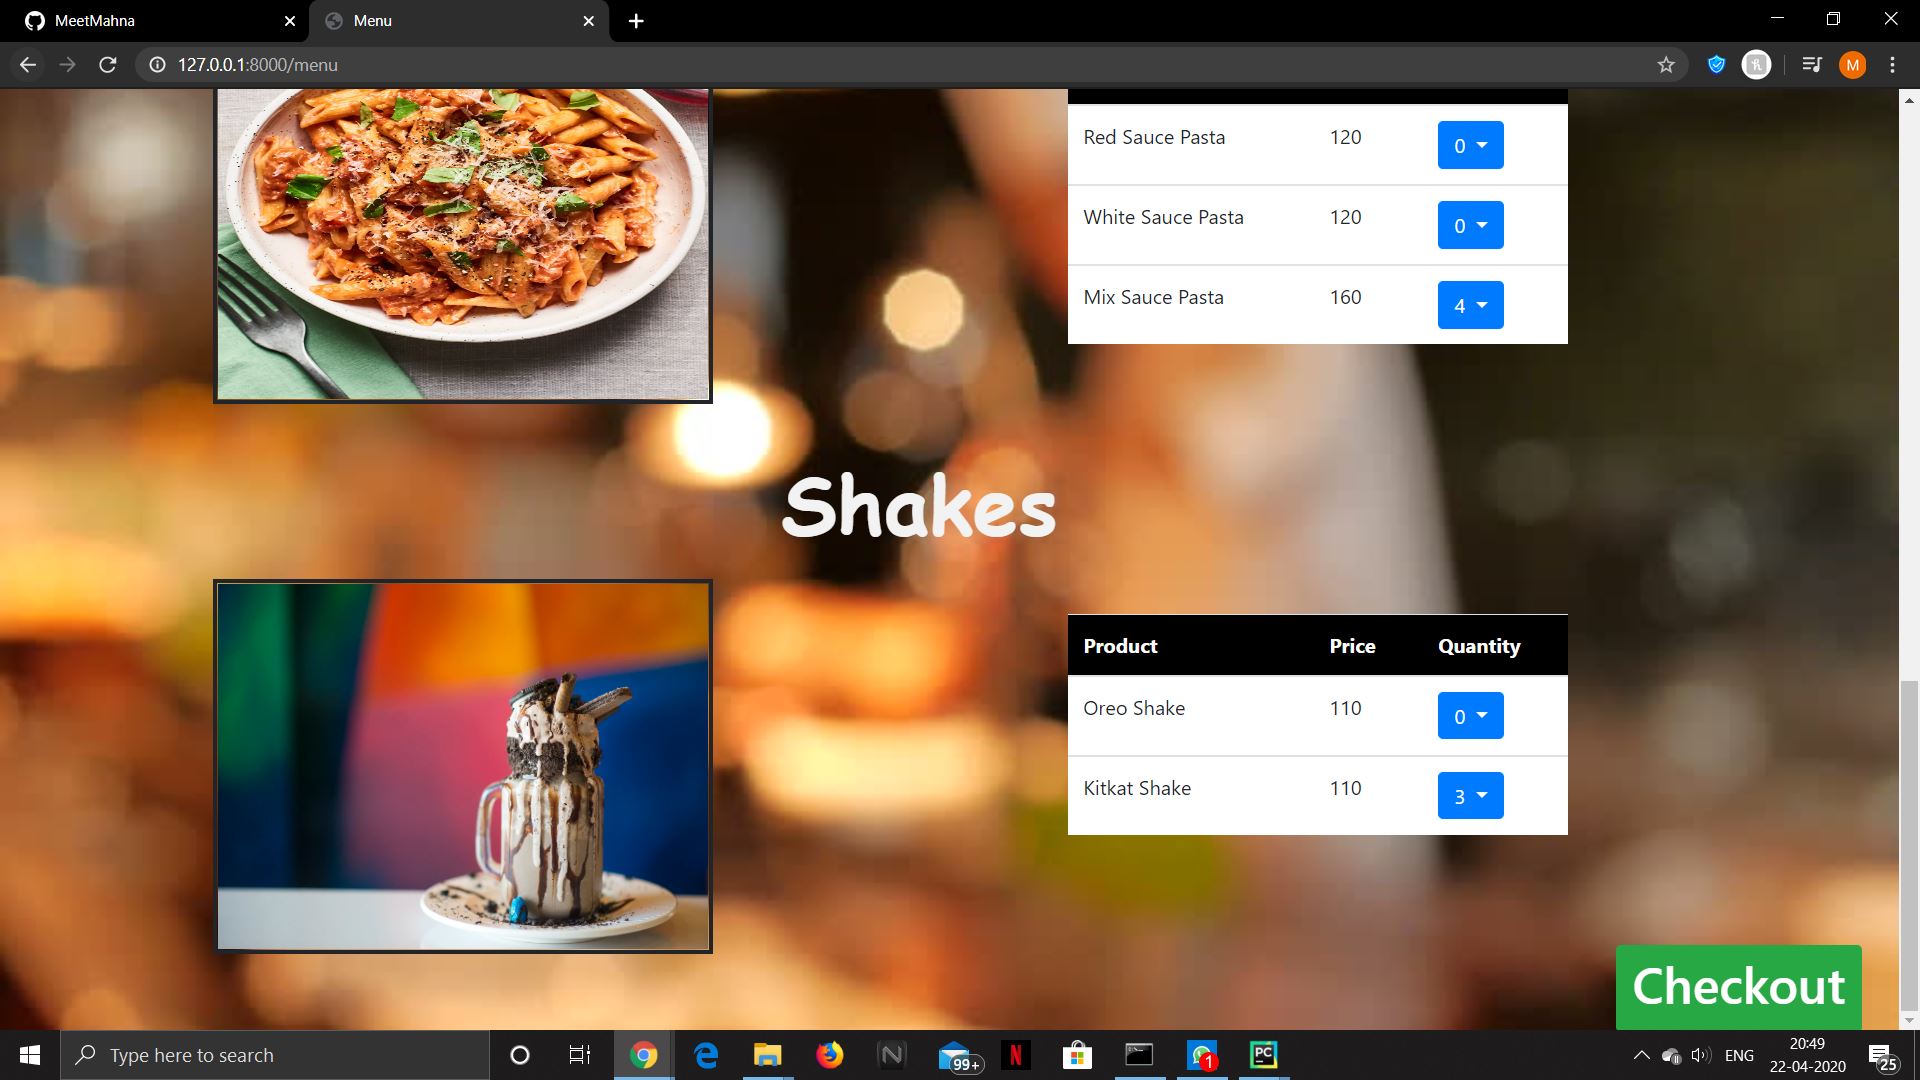 MeetMahna
Menu
127.0.0.1:8000/menu
M
Red Sauce Pasta 120 0
White Sauce Pasta 120 0
Mix Sauce Pasta 160 4
Shakes
Product Price Quantity
Oreo Shake 110 0
Kitkat Shake 110 3
Checkout
Type here to search
99+
N
1
PC
ENG
20:49
22-04-2020
25